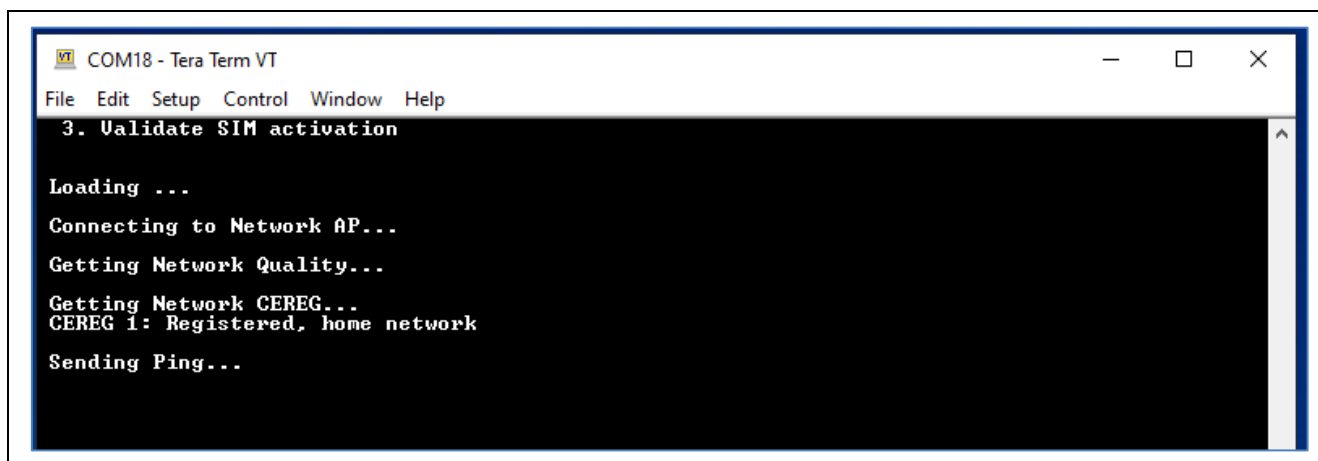 COM18 - Tera Term VT
File Edit Setup Control Window Help
3. Validate SIM activation
Loading ...
Connecting to Network AP...
Getting Network Quality...
Getting Network CEREG...
CEREG 1: Registered, home network
Sending Ping...